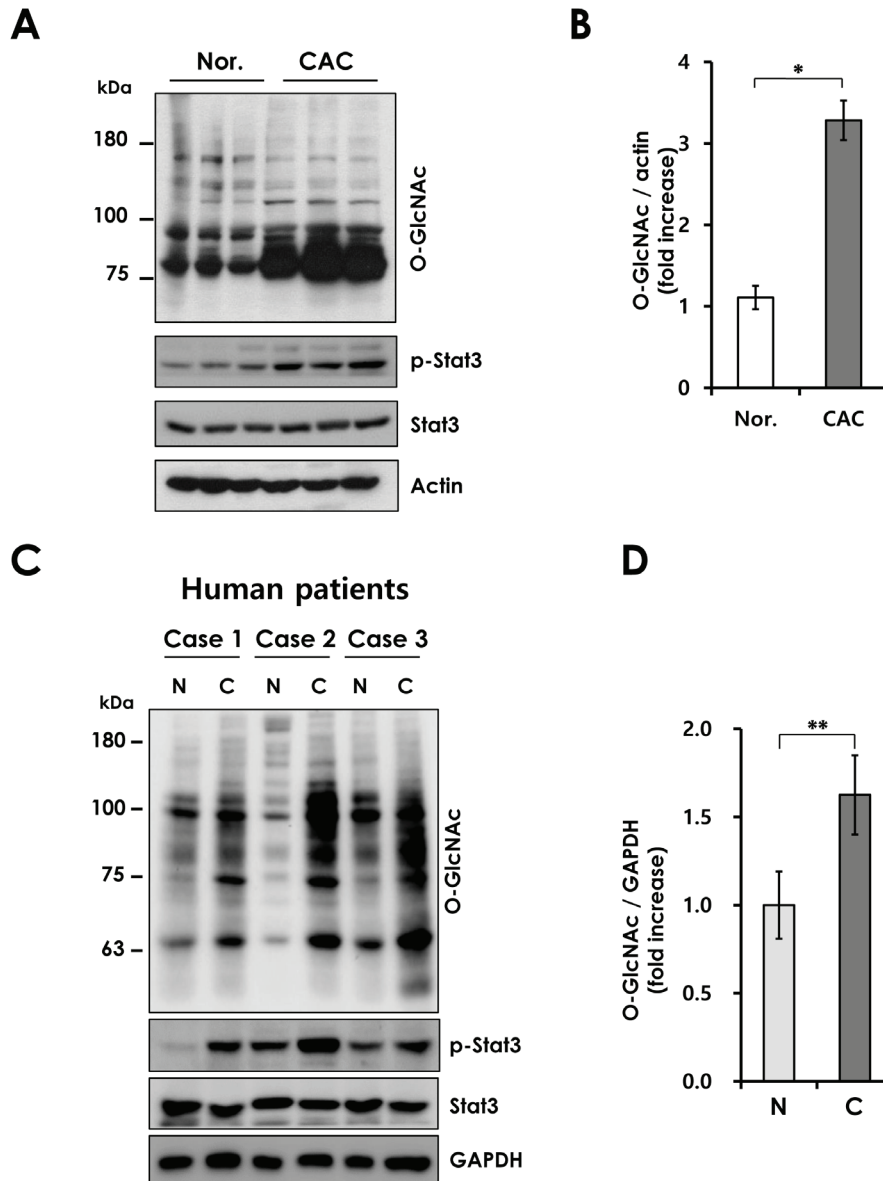 A
Nor. CAC
kDa
180
100
75
O-GlcNAc
p-Stat3
Stat3
Actin
B
O-GlcNAc / actin
(fold increase)
4
3
2
1
0
*
Nor. CAC
C
Human patients
Case 1 Case 2 Case 3
N C N C N C
kDa
180
100
75
63
O-GlcNAc
p-Stat3
Stat3
GAPDH
D
O-GlcNAc / GAPDH
(fold increase)
2.0
1.5
1.0
0.5
0.0
**
N C